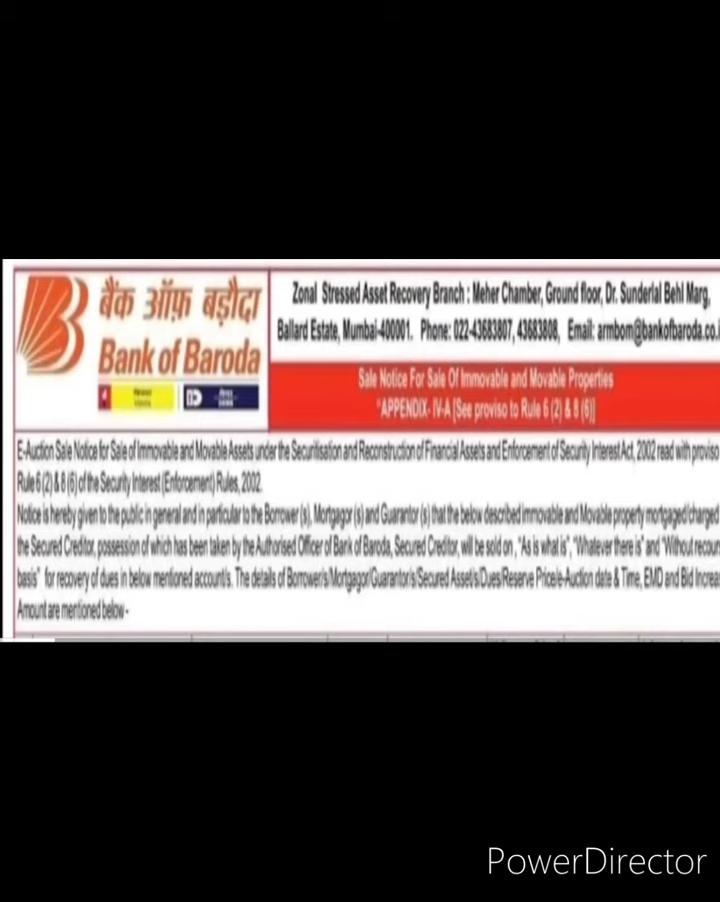 बैंक ऑफ़ बड़ौदा
Bank of Baroda
Zonal Stressed Asset Recovery Branch : Meher Chamber, Ground floor, Dr. Sunderlal Behl Marg,
Ballard Estate, Mumbai-400001. Phone: 022-43683807, 43683808, Email: armbom@bankofbaroda.co.
Sale Notice For Sale Of Immovable and Movable Properties
"APPENDIX- IV-A [See proviso to Rule 6 (2) & 8 (6)]
E-Auction Sale Notice for Sale of Immovable and Movable Assets under the Securitisation and Reconstruction of Financial Assets and Enforcement of Security Interest Act, 2002 read with proviso
Rule 6 (2) & 8 (6) of the Security Interest (Enforcement) Rules, 2002.
Notice is hereby given to the public in general and in particular to the Borrower (s), Mortgagor (s) and Guarantor (s) that the below described immovable and Movable property mortgaged/charged
the Secured Creditor, possession of which has been taken by the Authorised Officer of Bank of Baroda, Secured Creditor, will be sold on , "As is what is", "Whatever there is" and "Without recour
basis" for recovery of dues in below mentioned account/s. The details of Borrower/s/Mortgagor/Guarantor/s/Secured Asset/s/Dues/Reserve Price/e-Auction date & Time, EMD and Bid Increa
Amount are mentioned below -
PowerDirector